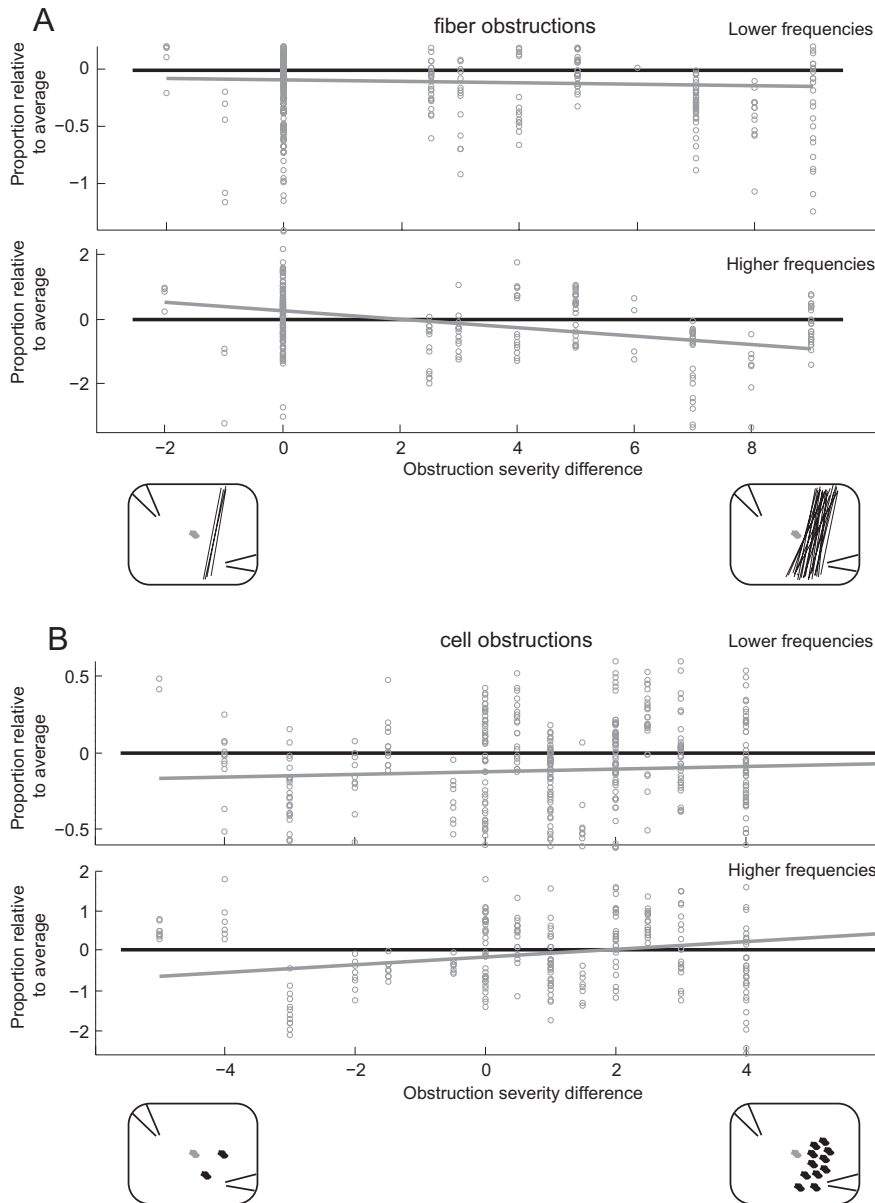 A
fiber obstructions
Lower frequencies
Proportion relative
to average
0
−0.5
−1
Higher frequencies
Proportion relative
to average
2
0
−2
−2 0 2 4 6 8
Obstruction severity difference
B
cell obstructions
Lower frequencies
Proportion relative
to average
0.5
0
−0.5
Higher frequencies
Proportion relative
to average
2
1
0
−1
−2
−4 −2 0 2 4
Obstruction severity difference